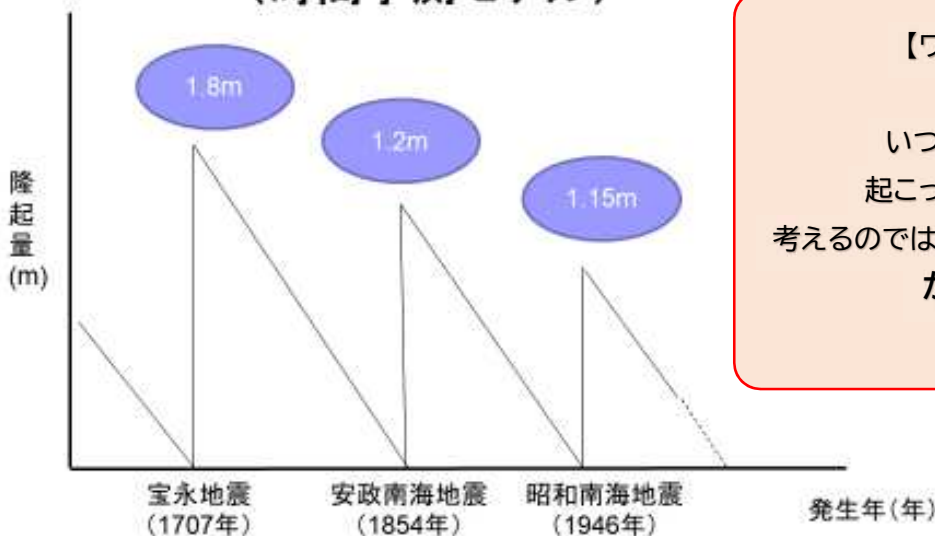 1.8m
1.2m
1.15m
隆起量(m)
宝永地震
(1707年)
安政南海地震
(1854年)
昭和南海地震
(1946年)
発生年(年)
いつ
起こっ
考えるのでは